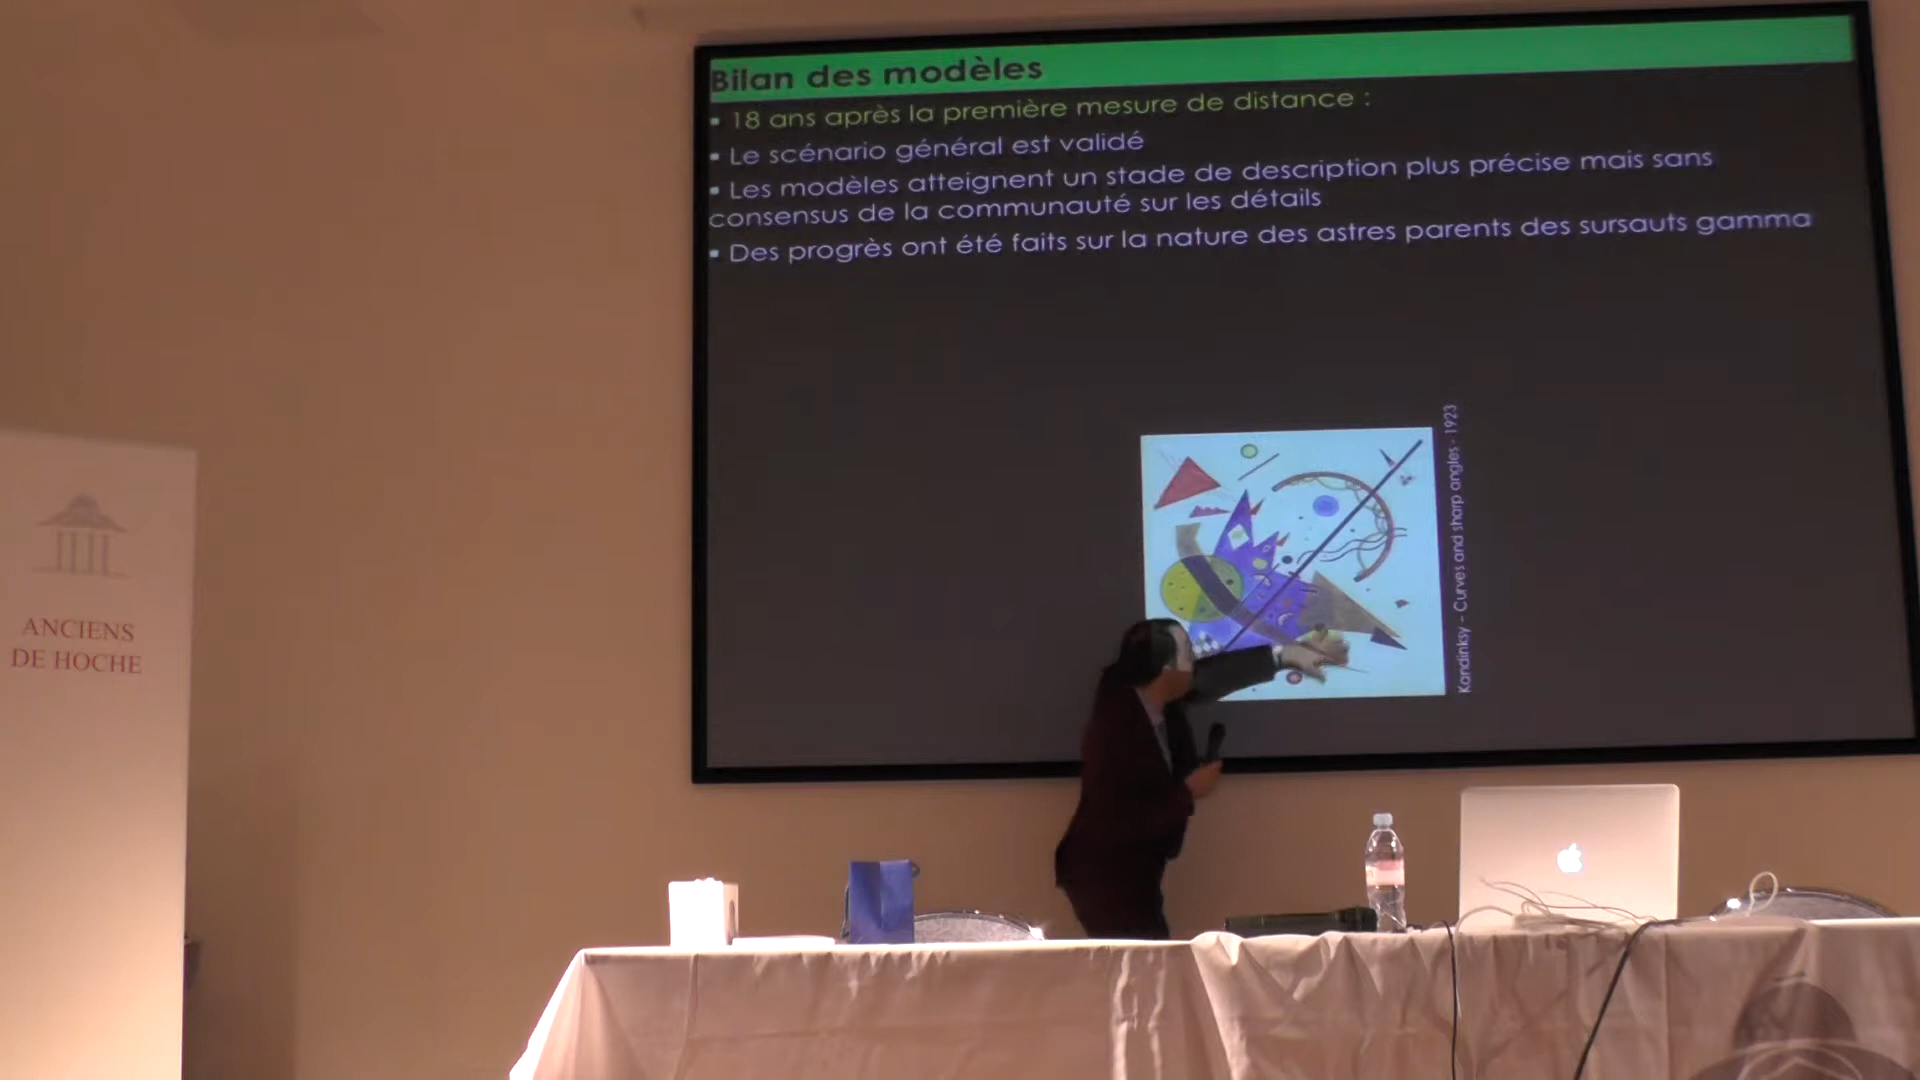 Bilan des modèles
▪ 18 ans après la première mesure de distance :
▪ Le scénario général est validé
▪ Les modèles atteignent un stade de description plus précise mais sans
consensus de la communauté sur les détails
▪ Des progrès ont été faits sur la nature des astres parents des sursauts gamma
Kandinksy – Curves and sharp angles - 1923
ANCIENS
DE HOCHE